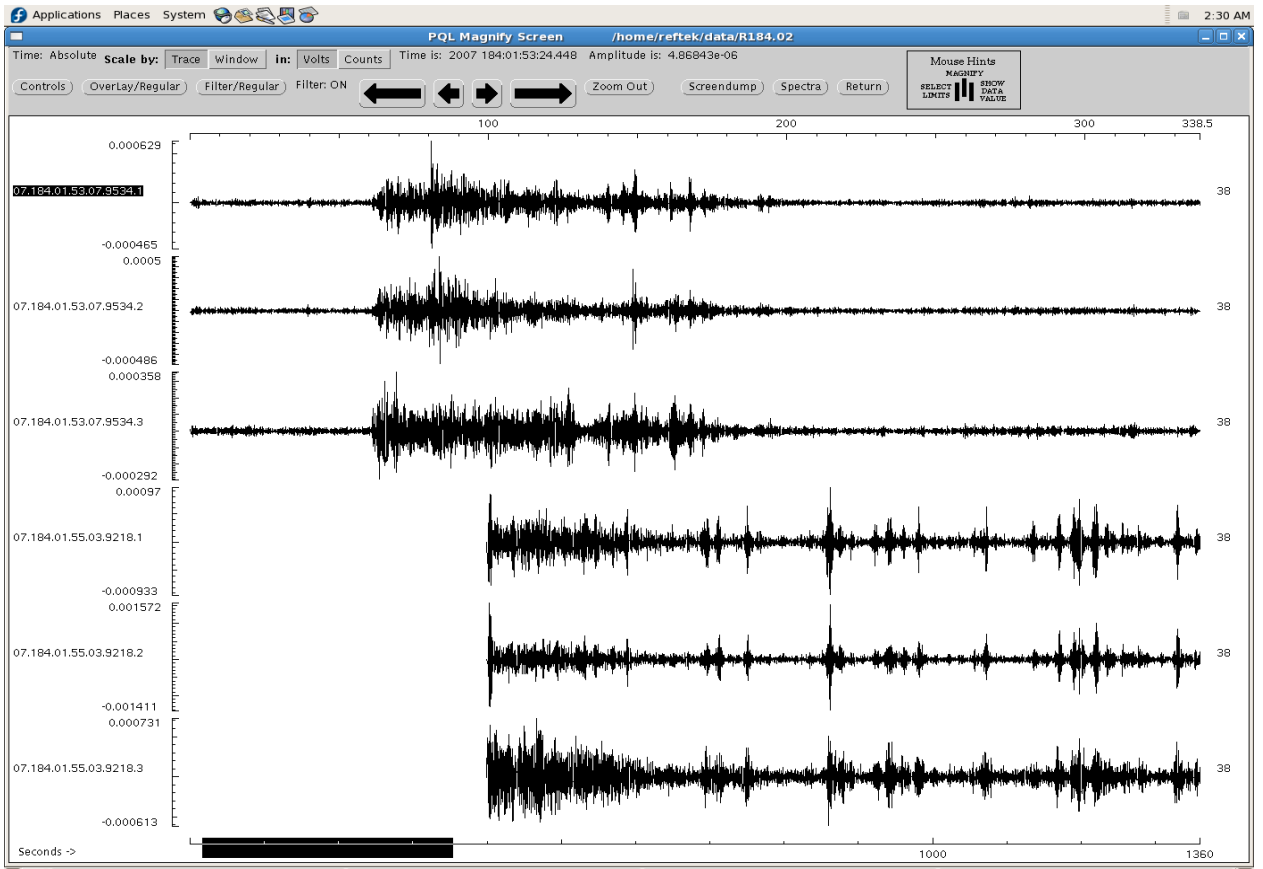 Applications Places System 2:30 AM
PQL Magnify Screen /home/reftek/data/R184.02
Time: Absolute Scale by: Trace Window in: Volts Counts Time is: 2007 184:01:53:24.448 Amplitude is: 4.86843e-06
Mouse Hints
MAGNIFY
SELECT LIMITS
SHOW DATA VALUE
Controls OverLay/Regular Filter/Regular Filter: ON Zoom Out Screendump Spectra Return
100 200 300 338.5
0.000629
07.184.01.53.07.9534.1 38
-0.000465
0.0005
07.184.01.53.07.9534.2 38
-0.000486
0.000358
07.184.01.53.07.9534.3 38
-0.000292
0.00097
07.184.01.55.03.9218.1 38
-0.000933
0.001572
07.184.01.55.03.9218.2 38
-0.001411
0.000731
07.184.01.55.03.9218.3 38
-0.000613
Seconds -> 1000 1360